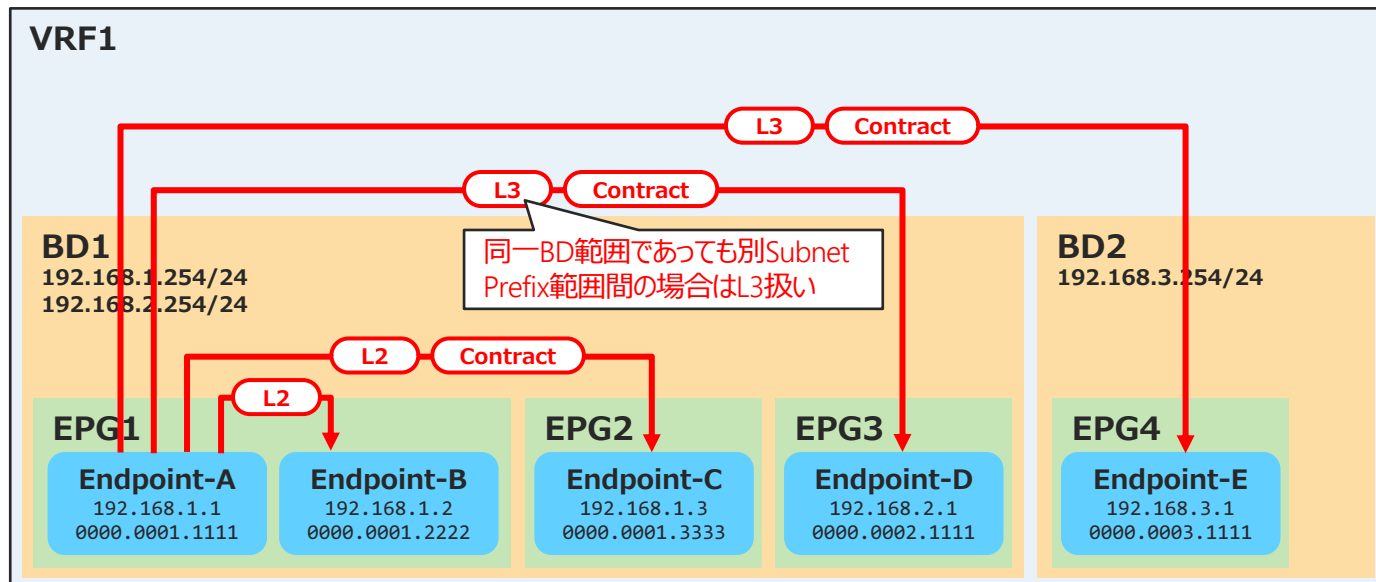 VRF1
L3
Contract
L3
Contract
同一BD範囲であっても別Subnet
Prefix範囲間の場合はL3扱い
BD1
192.168.1.254/24
192.168.2.254/24
BD2
192.168.3.254/24
L2
Contract
L2
EPG1
EPG2
EPG3
EPG4
Endpoint-A
192.168.1.1
0000.0001.1111
Endpoint-B
192.168.1.2
0000.0001.2222
Endpoint-C
192.168.1.3
0000.0001.3333
Endpoint-D
192.168.2.1
0000.0002.1111
Endpoint-E
192.168.3.1
0000.0003.1111